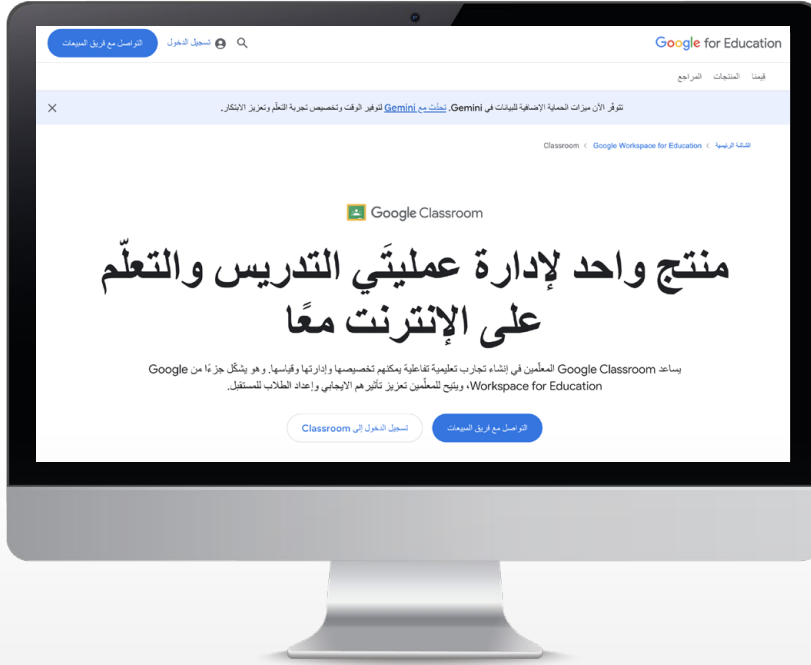 Google for Education
تسجيل الدخول
التواصل مع فريق المبيعات
قيمنا المنتجات المراجع
تتوفّر الآن ميزات الحماية الإضافية للبيانات في Gemini. تحدَّث مع Gemini لتوفير الوقت وتخصيص تجربة التعلّم وتعزيز الابتكار.
الشاشة الرئيسية > Google Workspace for Education > Classroom
Google Classroom
منتج واحد لإدارة عمليتَي التدريس والتعلّم
على الإنترنت معًا
يساعد Google Classroom المعلّمين في إنشاء تجارب تعليمية تفاعلية يمكنهم تخصيصها وإدارتها وقياسها. وهو يشكّل جزءًا من Google
Workspace for Education، ويتيح للمعلّمين تعزيز تأثيرهم الايجابي وإعداد الطلاب للمستقبل.
التواصل مع فريق المبيعات
تسجيل الدخول إلى Classroom